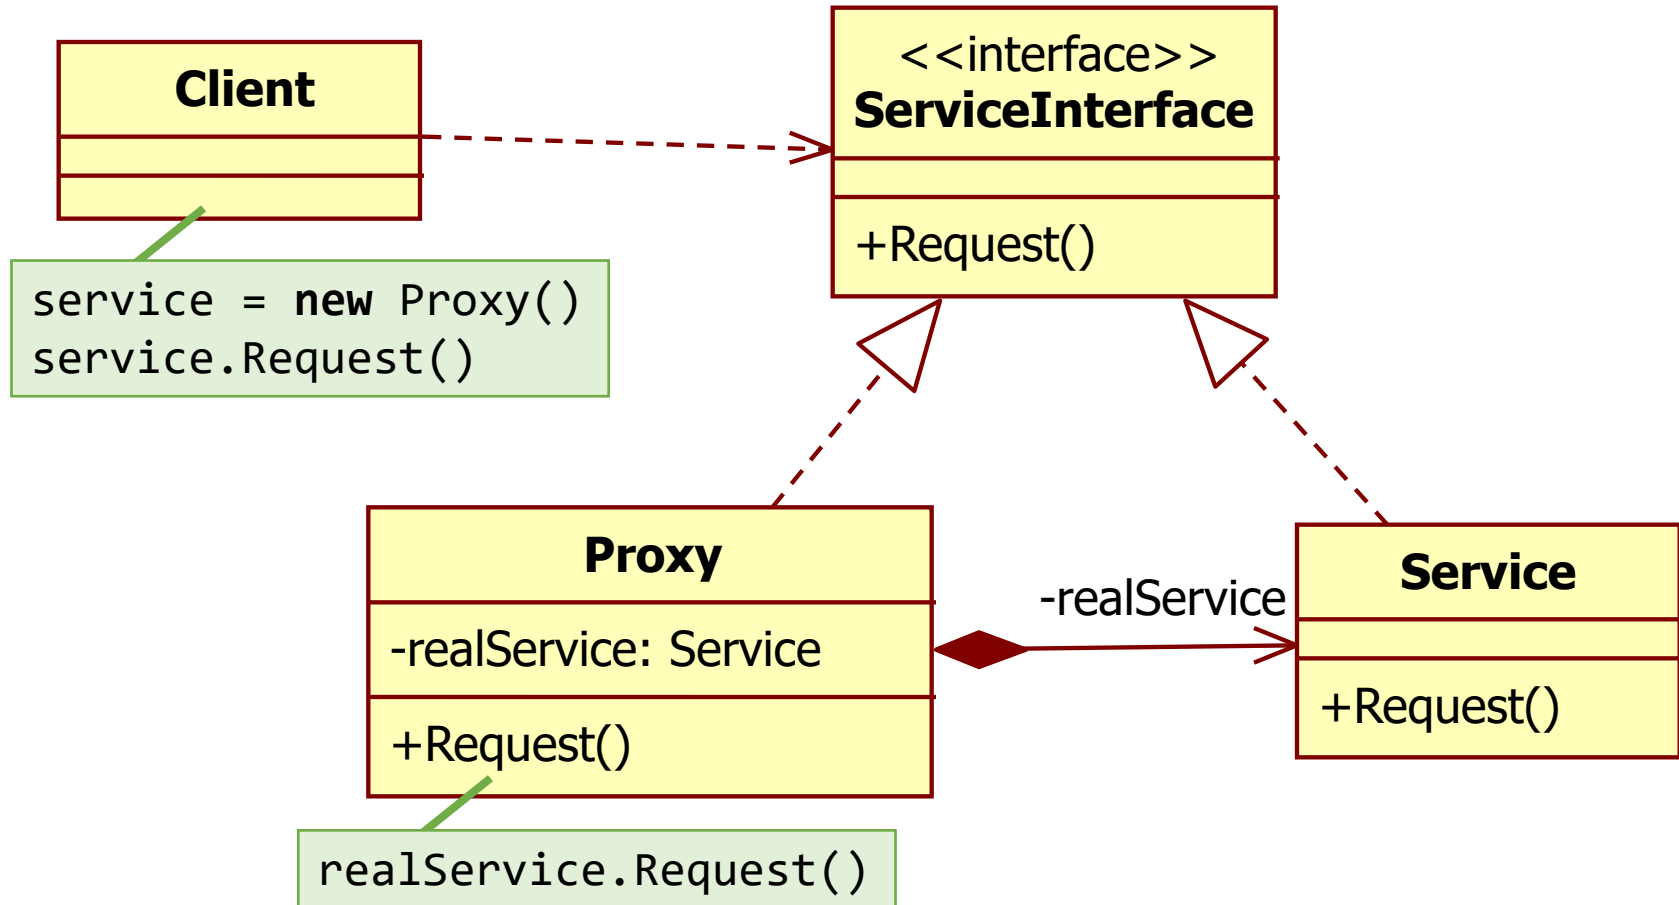 Client
<<interface>>
ServiceInterface
+Request()
service = new Proxy()
service.Request()
Proxy
-realService: Service
+Request()
-realService
Service
+Request()
realService.Request()